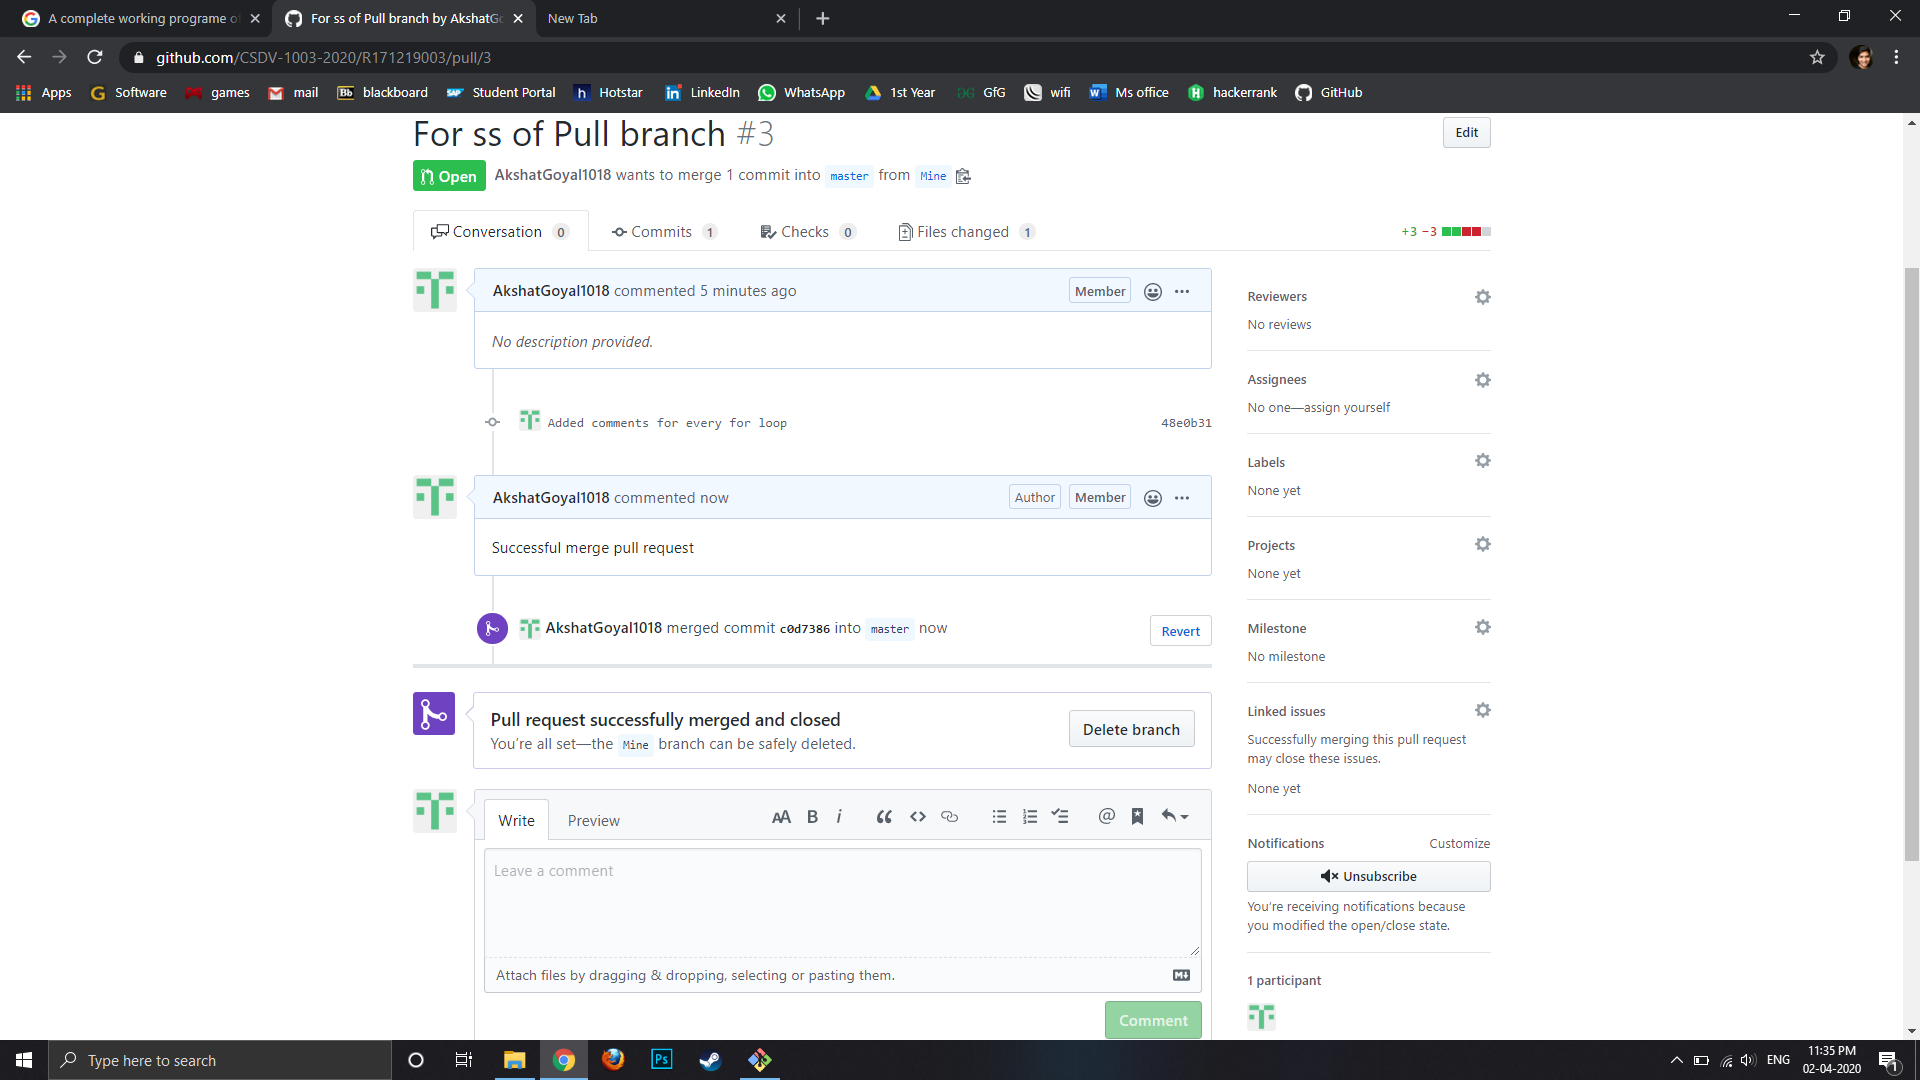 A complete working programe o
For ss of Pull branch by AkshatGo
New Tab
github.com/CSDV-1003-2020/R171219003/pull/3
Apps
Software
games
mail
Bb blackboard
Student Portal
Hotstar
LinkedIn
WhatsApp
1st Year
GfG
wifi
Ms office
hackerrank
GitHub
For ss of Pull branch #3
Edit
Open
AkshatGoyal1018 wants to merge 1 commit into master from Mine
Conversation 0
Commits 1
Checks 0
Files changed 1
+3 −3
AkshatGoyal1018 commented 5 minutes ago
Member
No description provided.
Added comments for every for loop
48e0b31
AkshatGoyal1018 commented now
Author
Member
Successful merge pull request
AkshatGoyal1018 merged commit c0d7386 into master now
Revert
Pull request successfully merged and closed
You're all set—the Mine branch can be safely deleted.
Delete branch
Write
Preview
AA B i
Leave a comment
Attach files by dragging & dropping, selecting or pasting them.
Comment
Reviewers
No reviews
Assignees
No one—assign yourself
Labels
None yet
Projects
None yet
Milestone
No milestone
Linked issues
Successfully merging this pull request
may close these issues.
None yet
Notifications
Customize
Unsubscribe
You're receiving notifications because
you modified the open/close state.
1 participant
Type here to search
Ps
ENG
11:35 PM
02-04-2020
1